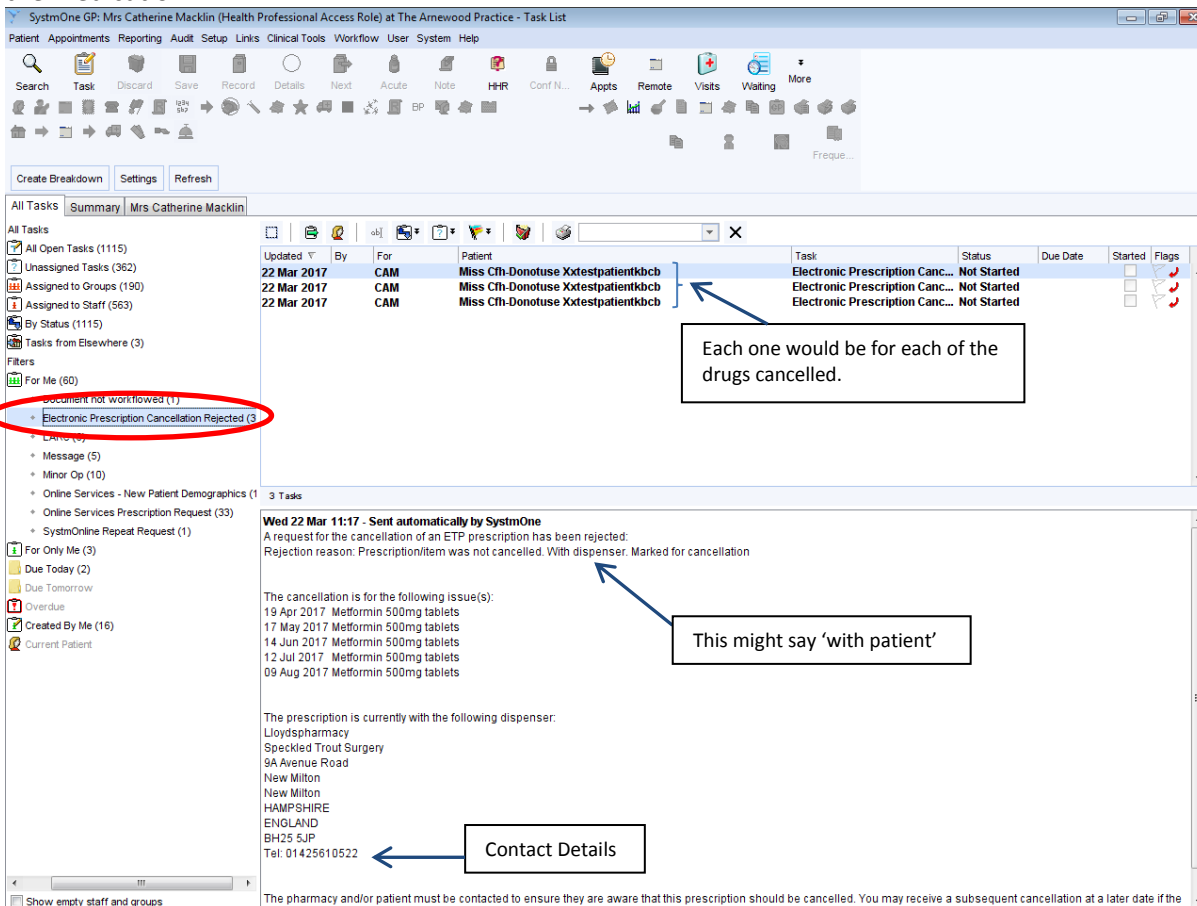 SystmOne GP: Mrs Catherine Macklin (Health Professional Access Role) at The Arnewood Practice - Task List
Patient Appointments Reporting Audit Setup Links Clinical Tools Workflow User System Help
Search Task Discard Save Record Details Next Acute Note HHR Conf N... Appts Remote Visits Waiting More
BP
Freque...
Create Breakdown Settings Refresh
All Tasks Summary Mrs Catherine Macklin
All Tasks
All Open Tasks (1115)
Unassigned Tasks (362)
Assigned to Groups (190)
Assigned to Staff (563)
By Status (1115)
Tasks from Elsewhere (3)
Filters
For Me (60)
Document not workflowed (1)
Electronic Prescription Cancellation Rejected (3
Message (5)
Minor Op (10)
Online Services - New Patient Demographics (1
Online Services Prescription Request (33)
SystmOnline Repeat Request (1)
For Only Me (3)
Due Today (2)
Due Tomorrow
Overdue
Created By Me (16)
Current Patient
Show empty staff and groups
Updated By For Patient Task Status Due Date Started Flags
22 Mar 2017 CAM Miss Cfh-Donotuse Xxtestpatientkbcb Electronic Prescription Canc... Not Started
22 Mar 2017 CAM Miss Cfh-Donotuse Xxtestpatientkbcb Electronic Prescription Canc... Not Started
22 Mar 2017 CAM Miss Cfh-Donotuse Xxtestpatientkbcb Electronic Prescription Canc... Not Started
Each one would be for each of the
drugs cancelled.
3 Tasks
Wed 22 Mar 11:17 - Sent automatically by SystmOne
A request for the cancellation of an ETP prescription has been rejected:
Rejection reason: Prescription/item was not cancelled. With dispenser. Marked for cancellation
The cancellation is for the following issue(s):
19 Apr 2017 Metformin 500mg tablets
17 May 2017 Metformin 500mg tablets
14 Jun 2017 Metformin 500mg tablets
12 Jul 2017 Metformin 500mg tablets
09 Aug 2017 Metformin 500mg tablets
This might say ‘with patient’
The prescription is currently with the following dispenser:
Lloydspharmacy
Speckled Trout Surgery
9A Avenue Road
New Milton
New Milton
HAMPSHIRE
ENGLAND
BH25 5JP
Tel: 01425610522
Contact Details
The pharmacy and/or patient must be contacted to ensure they are aware that this prescription should be cancelled. You may receive a subsequent cancellation at a later date if the